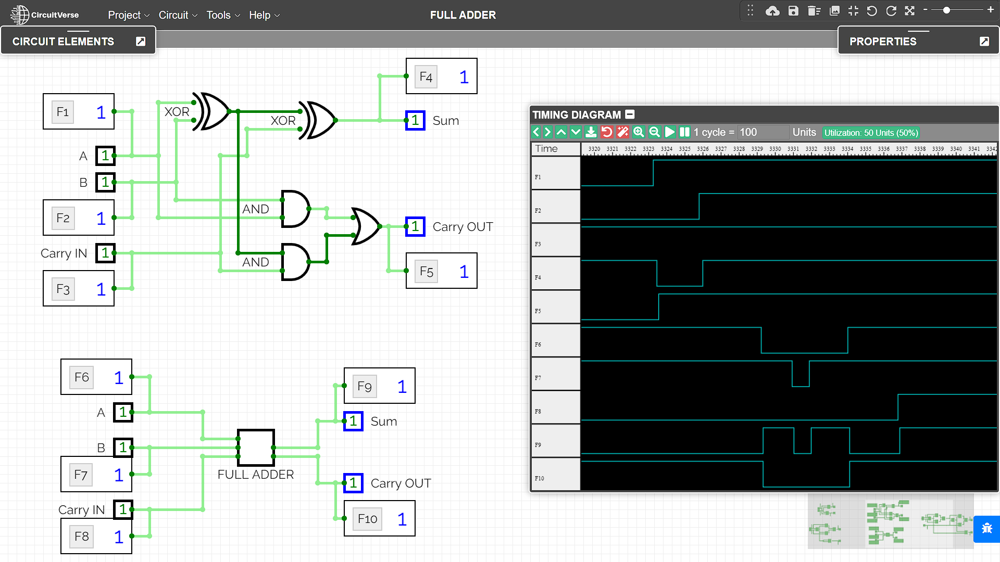 CircuitVerse
Project Circuit Tools Help
FULL ADDER
- +
CIRCUIT ELEMENTS
PROPERTIES
F4 1
F1 1
XOR
XOR
1 Sum
A 1
B 1
F2 1
AND
1 Carry OUT
Carry IN 1
AND
F5 1
F3 1
TIMING DIAGRAM
1 cycle = 100 Units Utilization: 50 Units (50%)
Time 3320 3321 3322 3323 3324 3325 3326 3327 3328 3329 3330 3331 3332 3333 3334 3335 3336 3337 3338 3339 3340 3341 3342
F1
F2
F3
F4
F5
F6
F7
F8
F9
F10
F6 1
F9 1
A 1
1 Sum
B 1
F7 1
FULL ADDER
1 Carry OUT
Carry IN 1
F10 1
F8 1